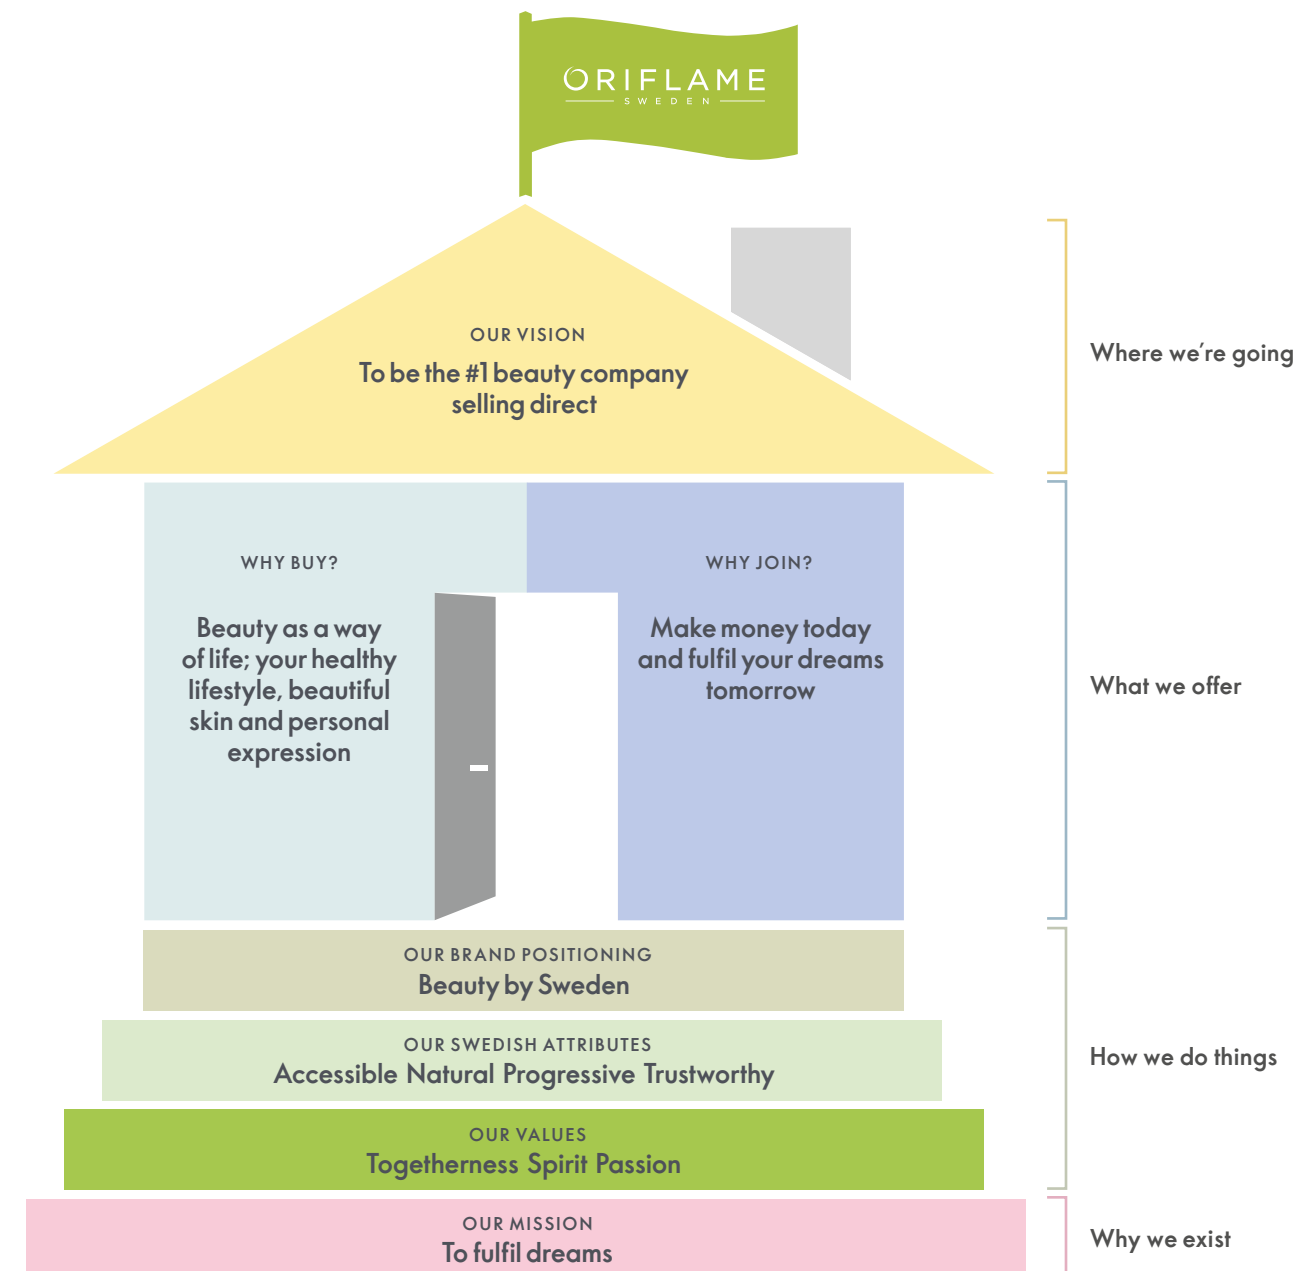 ORIFLAME
SWEDEN
OUR VISION
To be the #1 beauty company
selling direct
Where we’re going
WHY BUY?
Beauty as a way
of life; your healthy
lifestyle, beautiful
skin and personal
expression
WHY JOIN?
Make money today
and fulfil your dreams
tomorrow
What we offer
OUR BRAND POSITIONING
Beauty by Sweden
OUR SWEDISH ATTRIBUTES
Accessible Natural Progressive Trustworthy
How we do things
OUR VALUES
Togetherness Spirit Passion
OUR MISSION
To fulfil dreams
Why we exist